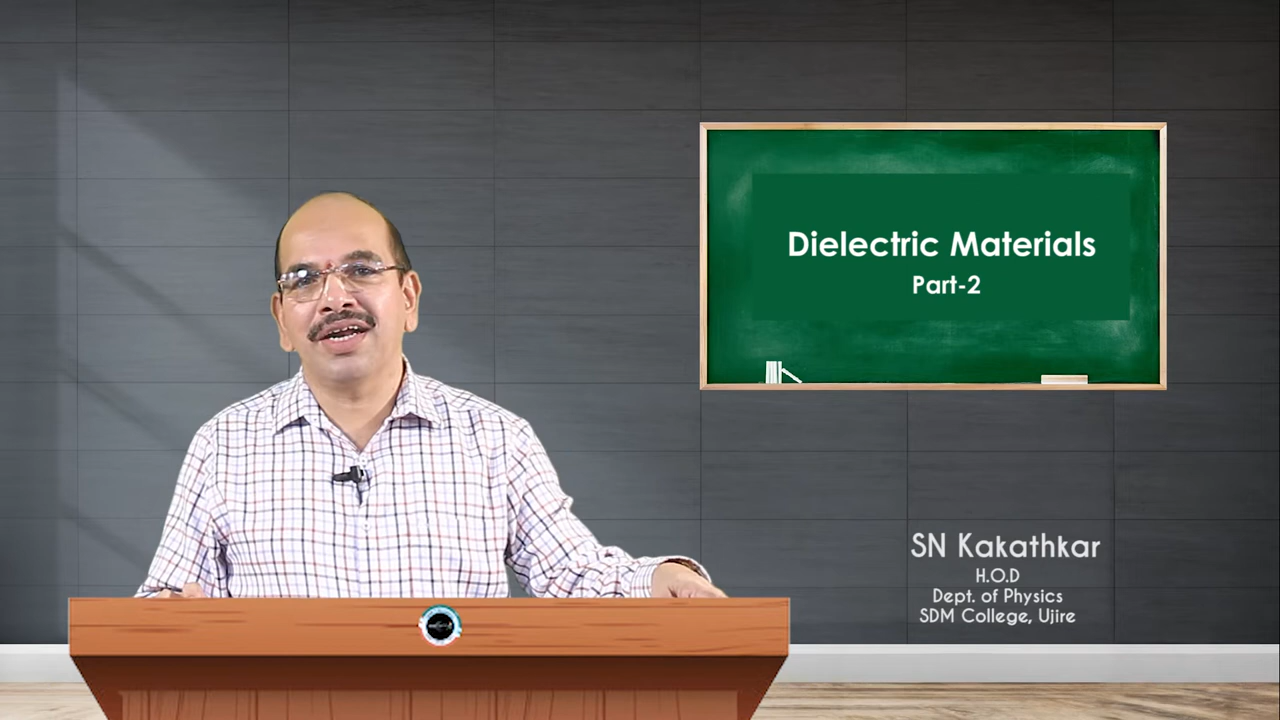 Dielectric Materials
Part-2
SN Kakathkar
H.O.D
Dept. of Physics
SDM College, Ujire